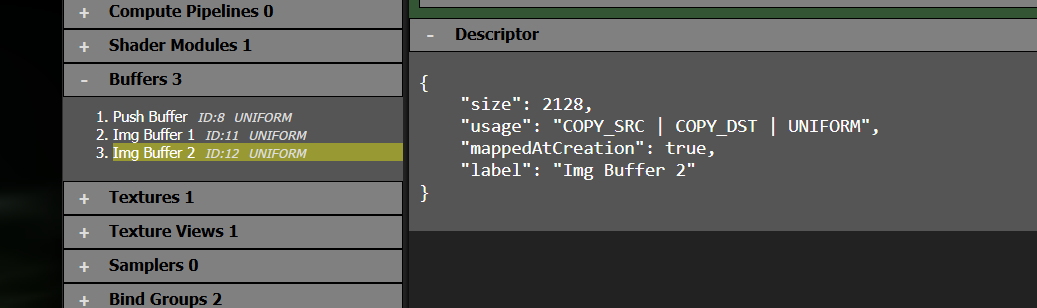 + Compute Pipelines 0
+ Shader Modules 1
- Buffers 3
1. Push Buffer ID:8 UNIFORM
2. Img Buffer 1 ID:11 UNIFORM
3. Img Buffer 2 ID:12 UNIFORM
+ Textures 1
+ Texture Views 1
+ Samplers 0
+ Bind Groups 2
- Descriptor
{
"size": 2128,
"usage": "COPY_SRC | COPY_DST | UNIFORM",
"mappedAtCreation": true,
"label": "Img Buffer 2"
}